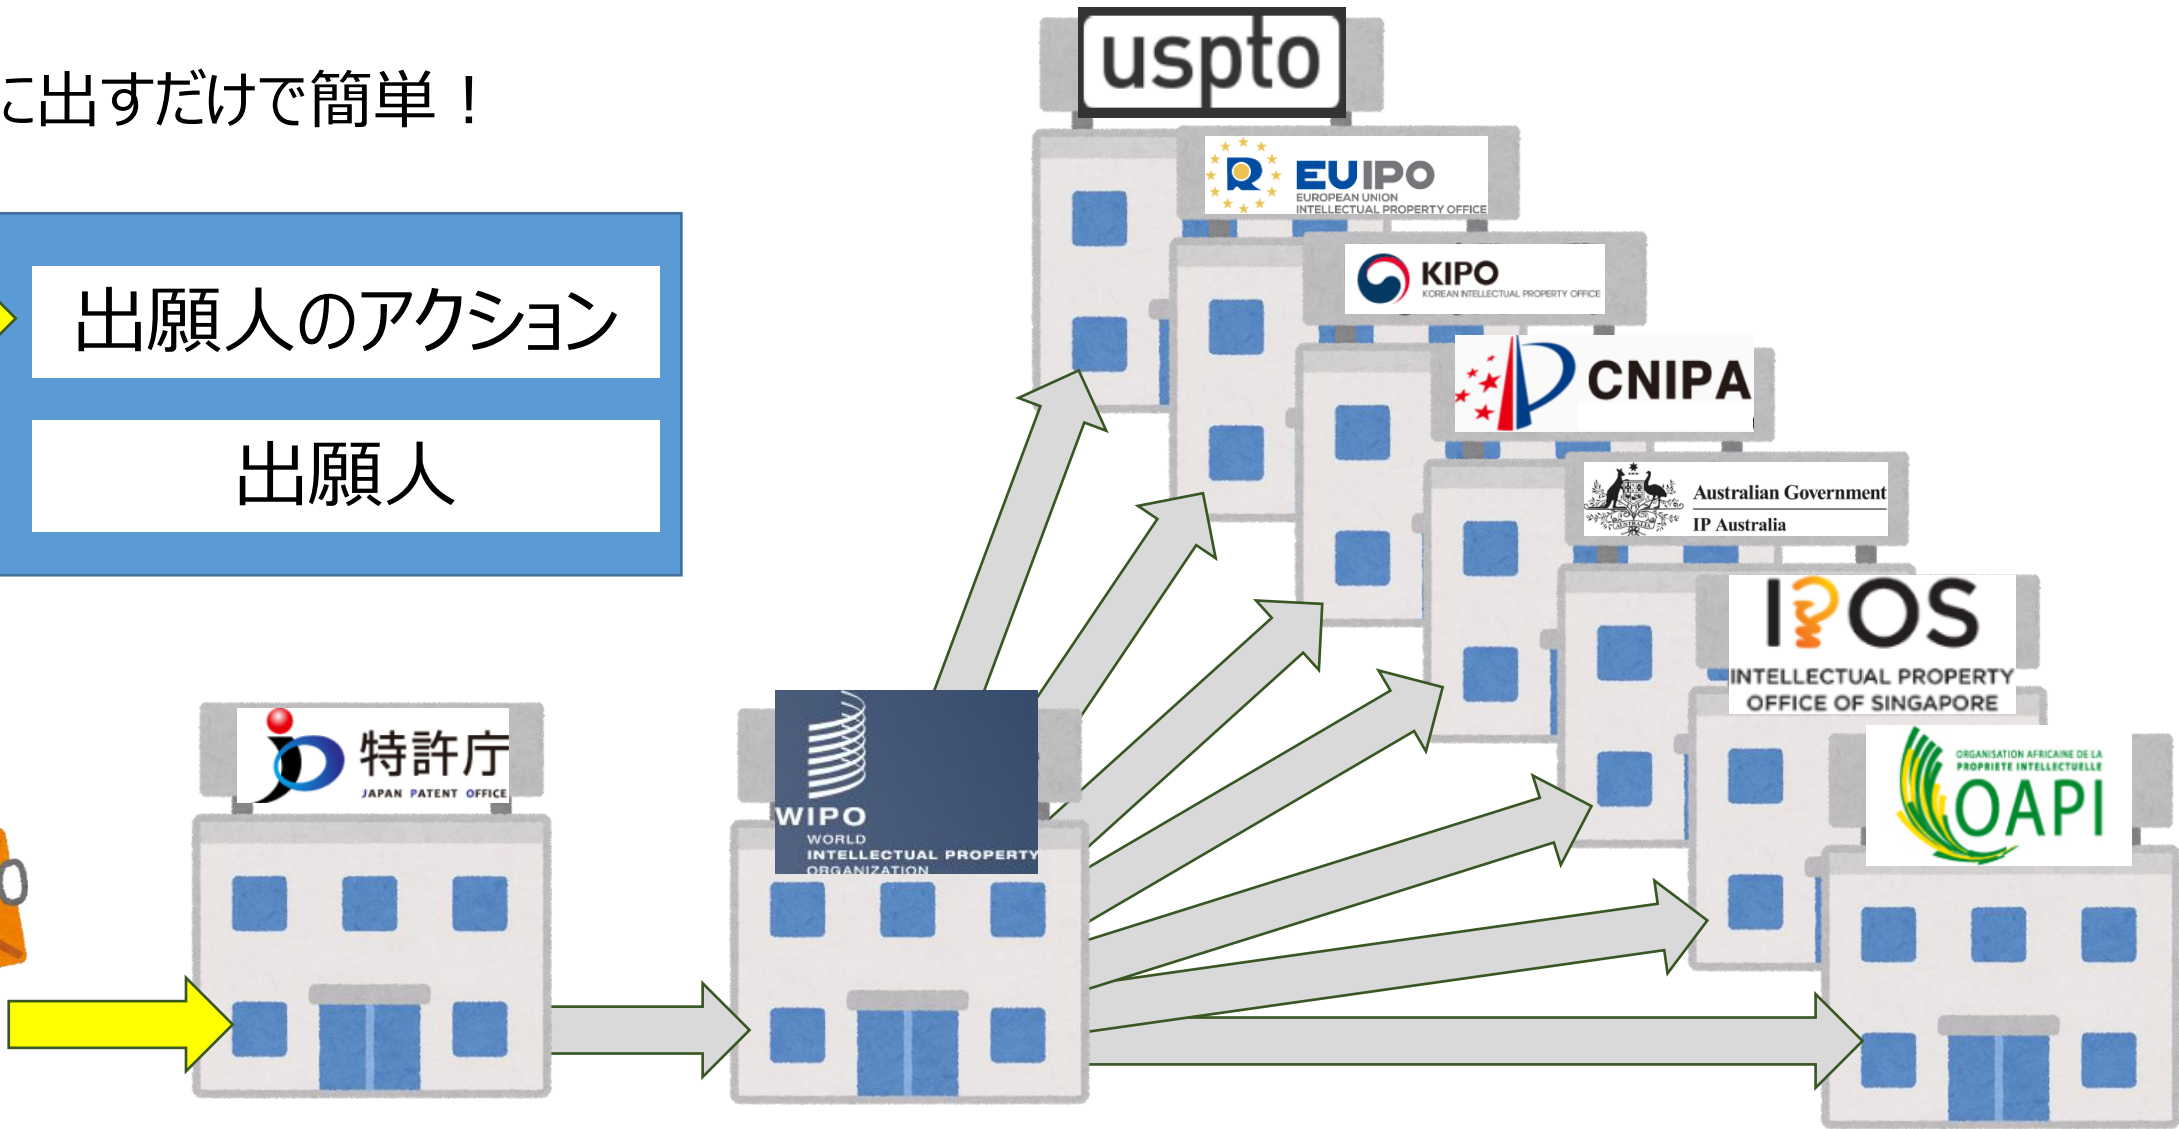 に出すだけで簡単！
出願人のアクション
出願人
uspto
EUIPO
EUROPEAN UNION
INTELLECTUAL PROPERTY OFFICE
KIPO
KOREAN INTELLECTUAL PROPERTY OFFICE
CNIPA
Australian Government
IP Australia
IPOS
INTELLECTUAL PROPERTY
OFFICE OF SINGAPORE
ORGANISATION AFRICAINE DE LA
PROPRIETE INTELLECTUELLE
OAPI
特許庁
JAPAN PATENT OFFICE
WIPO
WORLD
INTELLECTUAL PROPERTY
ORGANIZATION